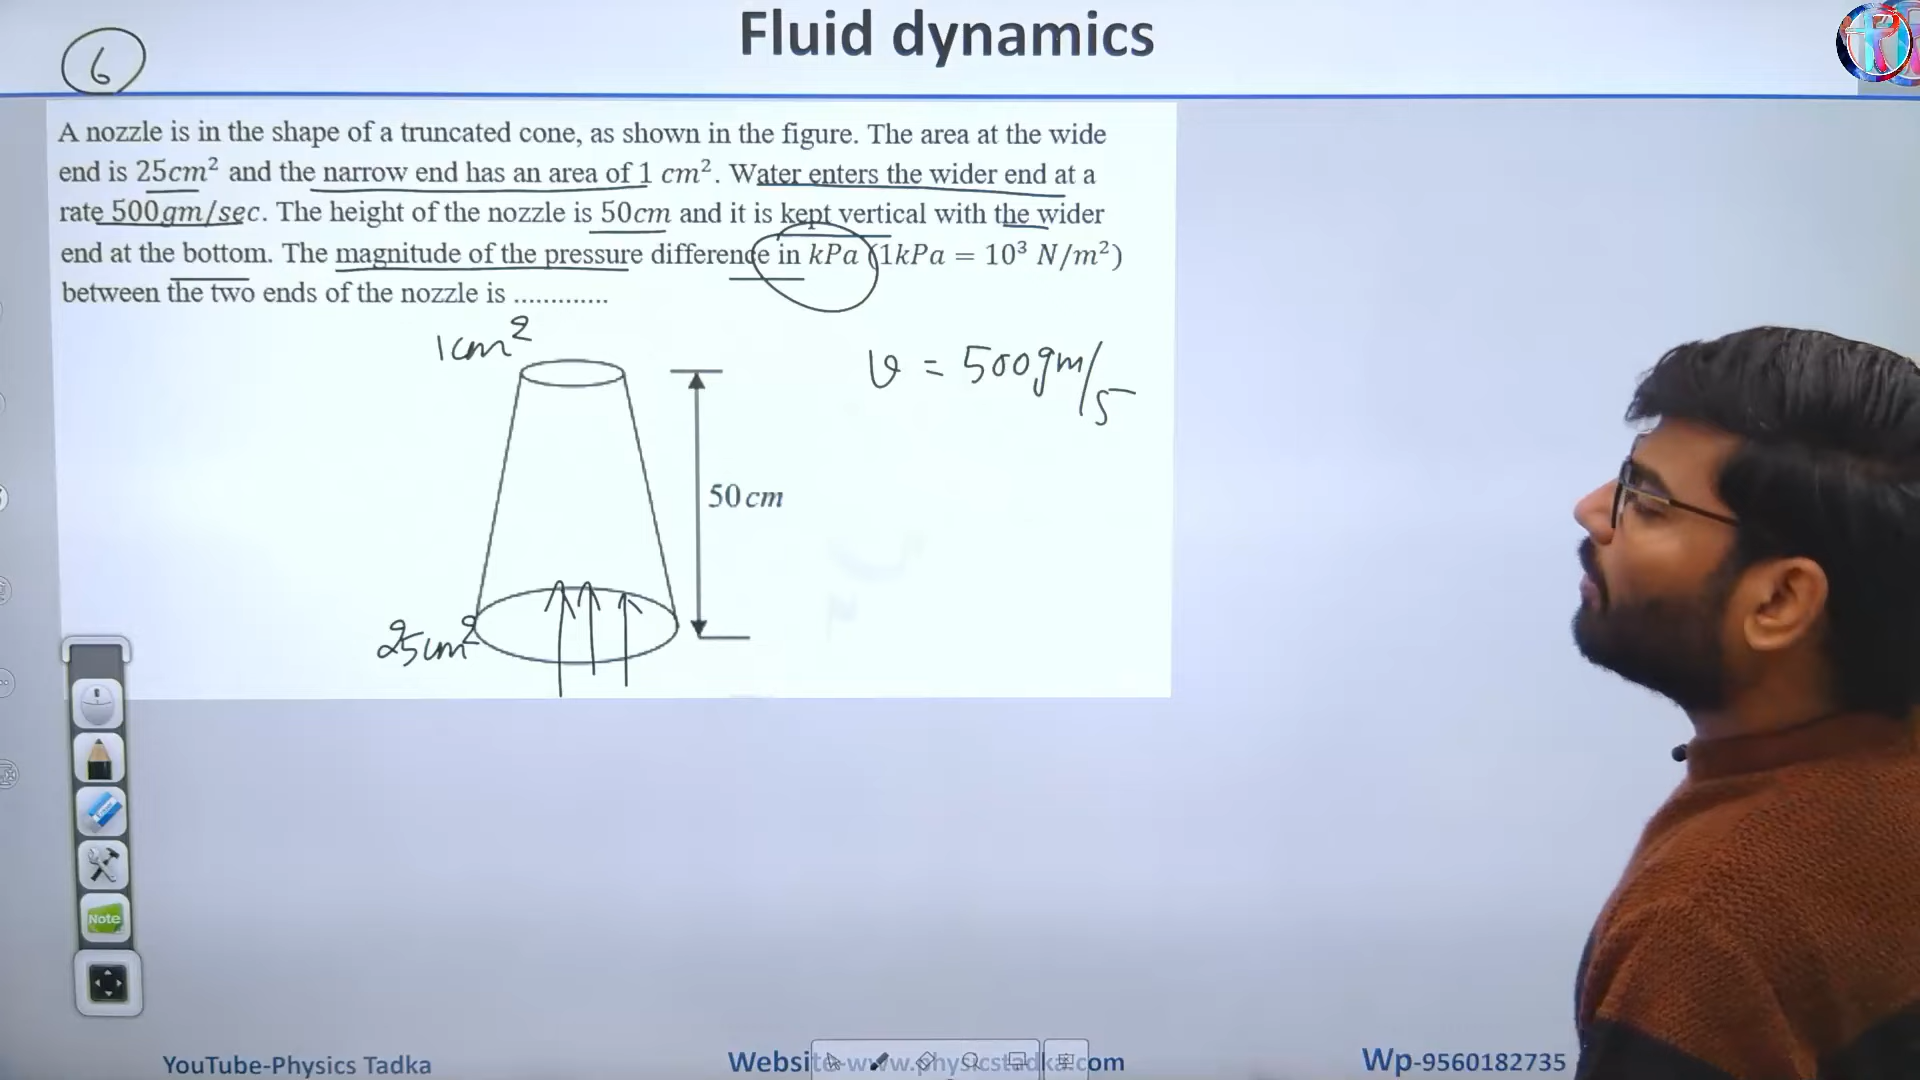 Fluid dynamics
6
A nozzle is in the shape of a truncated cone, as shown in the figure. The area at the wide
end is 25cm² and the narrow end has an area of 1 cm². Water enters the wider end at a
rate 500gm/sec. The height of the nozzle is 50cm and it is kept vertical with the wider
end at the bottom. The magnitude of the pressure difference in kPa (1kPa = 10³ N/m²)
between the two ends of the nozzle is .............
1cm²
v = 500gm/s
50 cm
25cm²
Note
YouTube-Physics Tadka
Website-www.physicstadka.com
Wp-9560182735